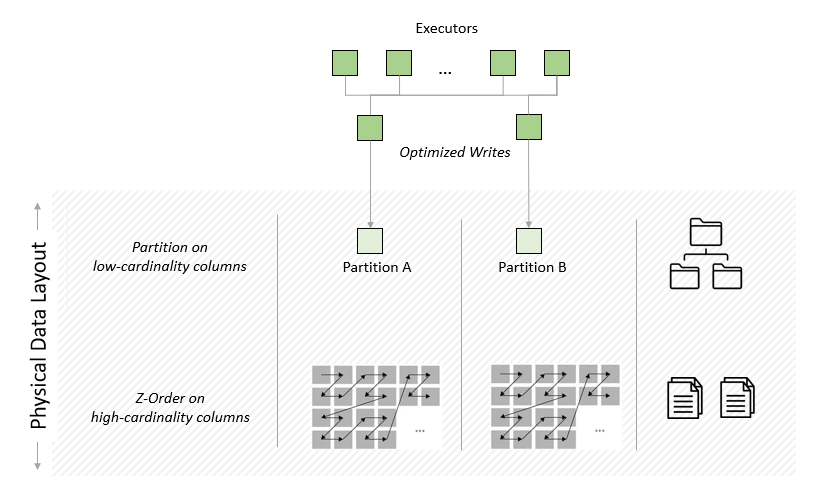 Executors
...
Optimized Writes
Physical Data Layout
Partition on
low-cardinality columns
Partition A
Partition B
Z-Order on
high-cardinality columns
...
...